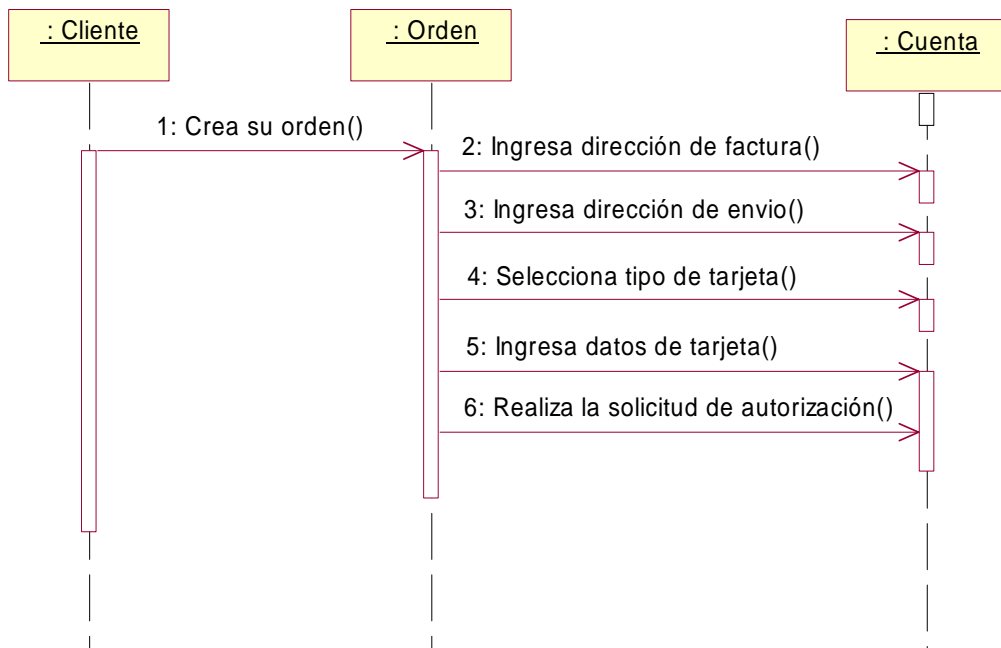 : Cliente
: Orden
: Cuenta
1: Crea su orden()
2: Ingresa dirección de factura()
3: Ingresa dirección de envio()
4: Selecciona tipo de tarjeta()
5: Ingresa datos de tarjeta()
6: Realiza la solicitud de autorización()